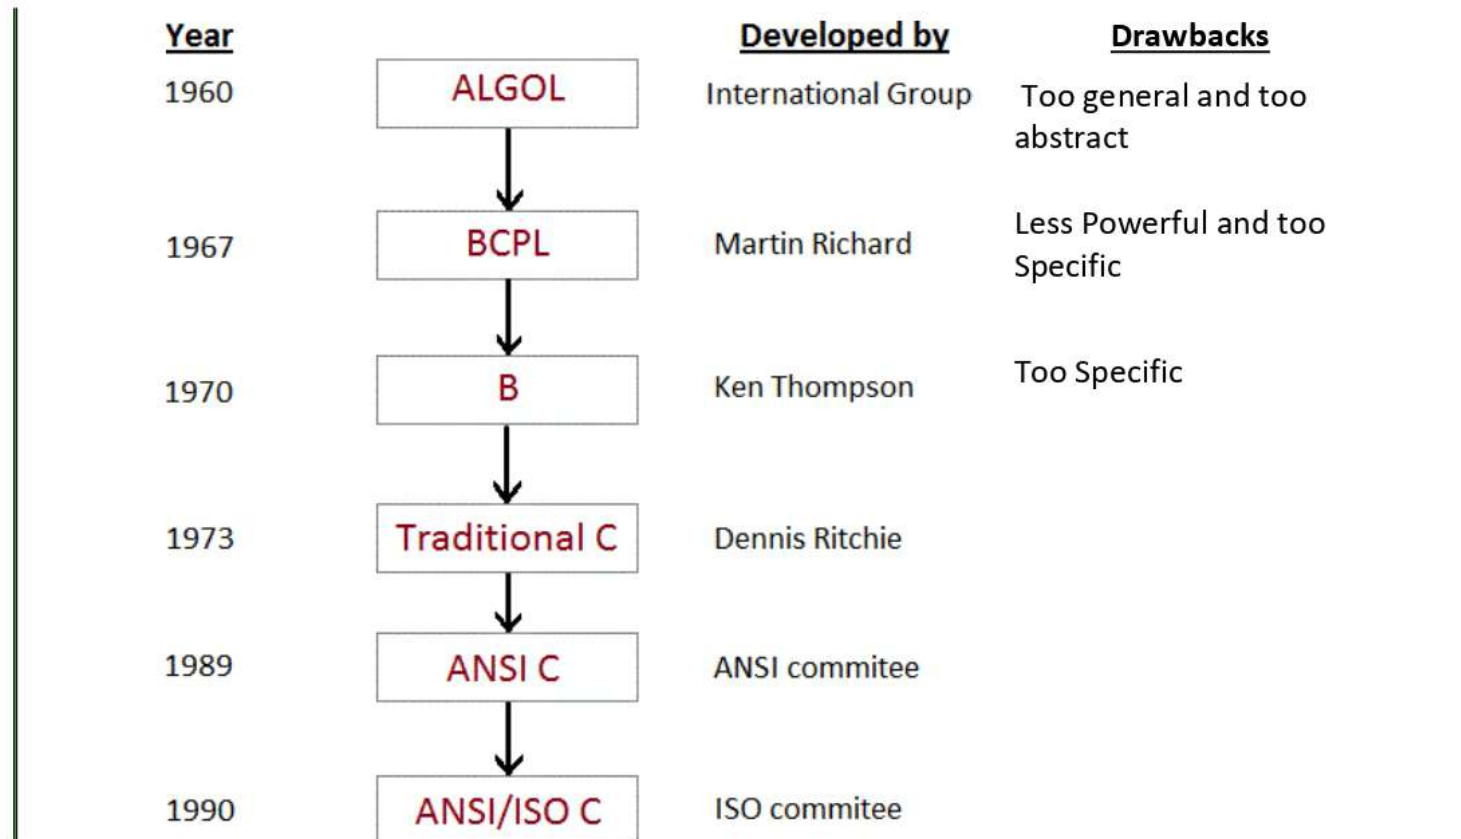 Year Developed by Drawbacks
1960 ALGOL International Group Too general and too
abstract
1967 BCPL Martin Richard Less Powerful and too
Specific
1970 B Ken Thompson Too Specific
1973 Traditional C Dennis Ritchie
1989 ANSI C ANSI commitee
1990 ANSI/ISO C ISO commitee